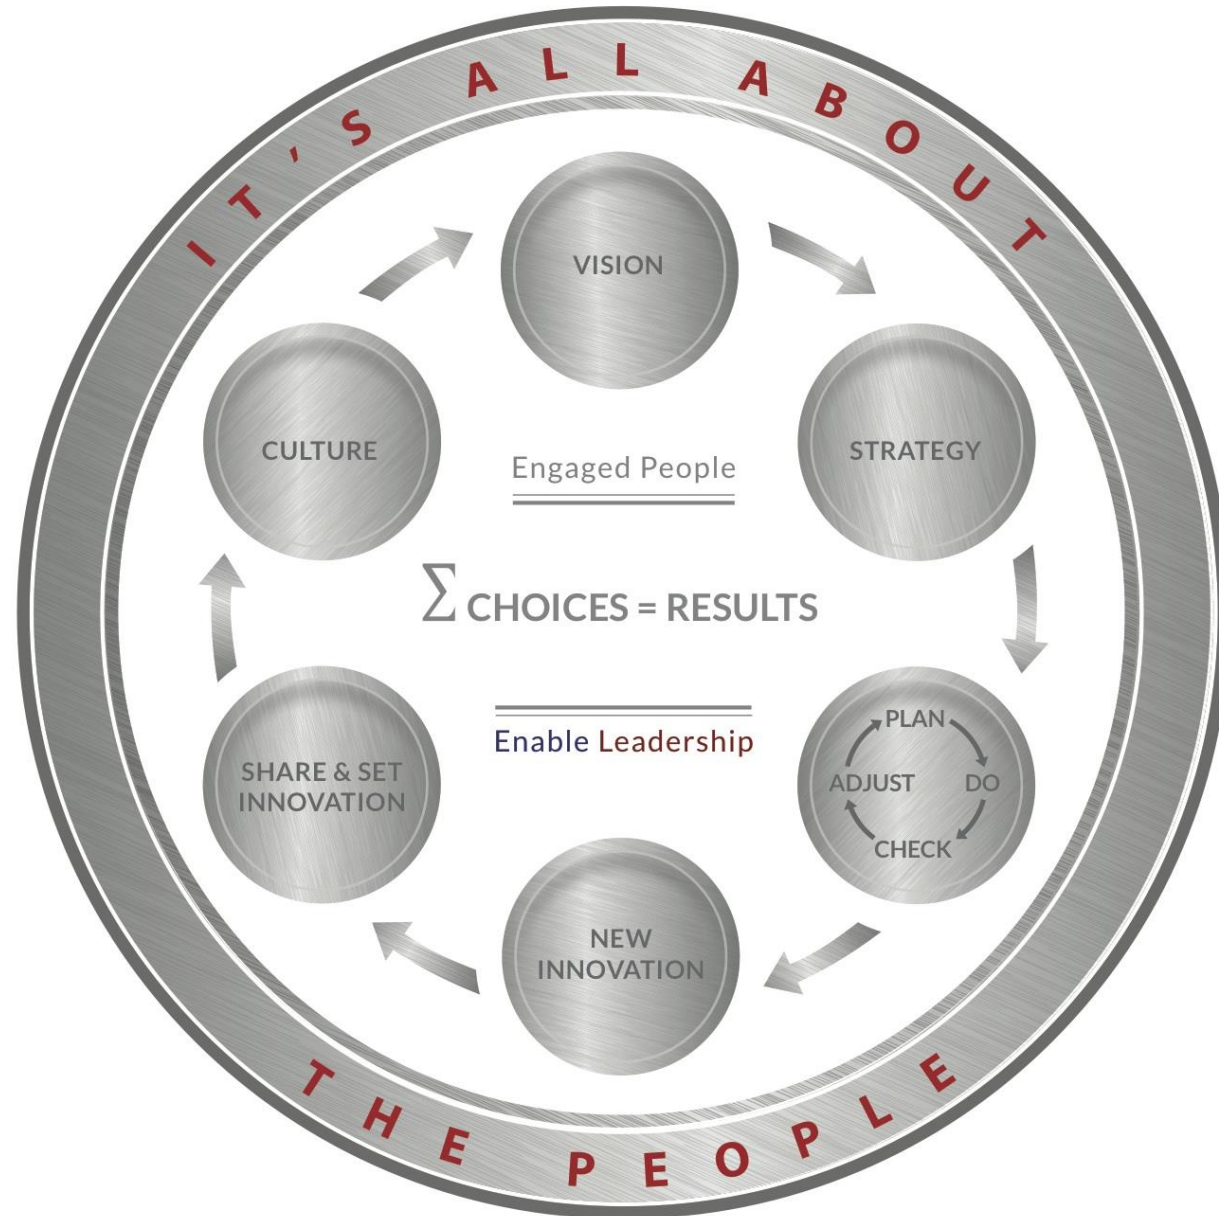 IT'S ALL ABOUT
VISION
STRATEGY
PLAN
DO
CHECK
ADJUST
NEW
INNOVATION
SHARE & SET
INNOVATION
CULTURE
Engaged People
∑ CHOICES = RESULTS
Enable Leadership
THE PEOPLE